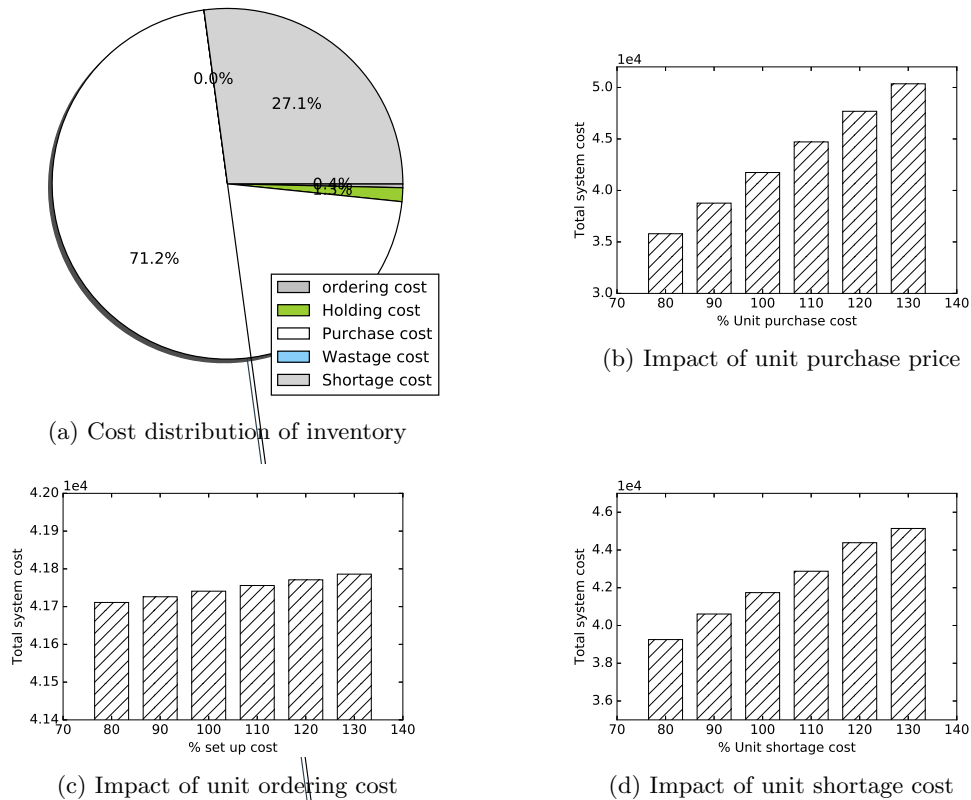 0.0%
27.1%
0.4%
1.3%
71.2%
ordering cost
Holding cost
Purchase cost
Wastage cost
Shortage cost
(a) Cost distribution of inventory
1e4
5.0
4.5
4.0
3.5
3.0
Total system cost
70 80 90 100 110 120 130 140
% Unit purchase cost
(b) Impact of unit purchase price
1e4
4.20
4.19
4.18
4.17
4.16
4.15
4.14
Total system cost
70 80 90 100 110 120 130 140
% set up cost
(c) Impact of unit ordering cost
1e4
4.6
4.4
4.2
4.0
3.8
3.6
Total system cost
70 80 90 100 110 120 130 140
% Unit shortage cost
(d) Impact of unit shortage cost